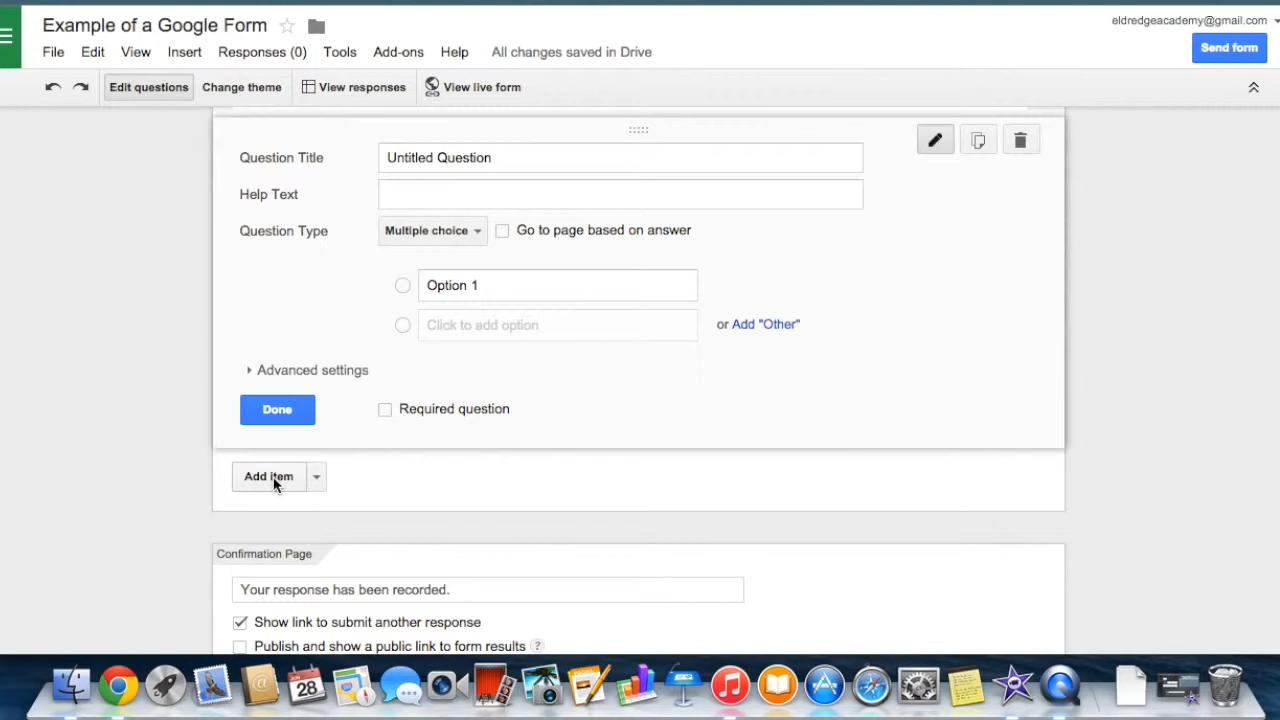 Example of a Google Form
eldredgeacademy@gmail.com
File Edit View Insert Responses (0) Tools Add-ons Help All changes saved in Drive
Send form
Edit questions Change theme View responses View live form
Question Title Untitled Question
Help Text
Question Type Multiple choice Go to page based on answer
Option 1
Click to add option or Add "Other"
Advanced settings
Done Required question
Add item
Confirmation Page
Your response has been recorded.
Show link to submit another response
Publish and show a public link to form results ?
28